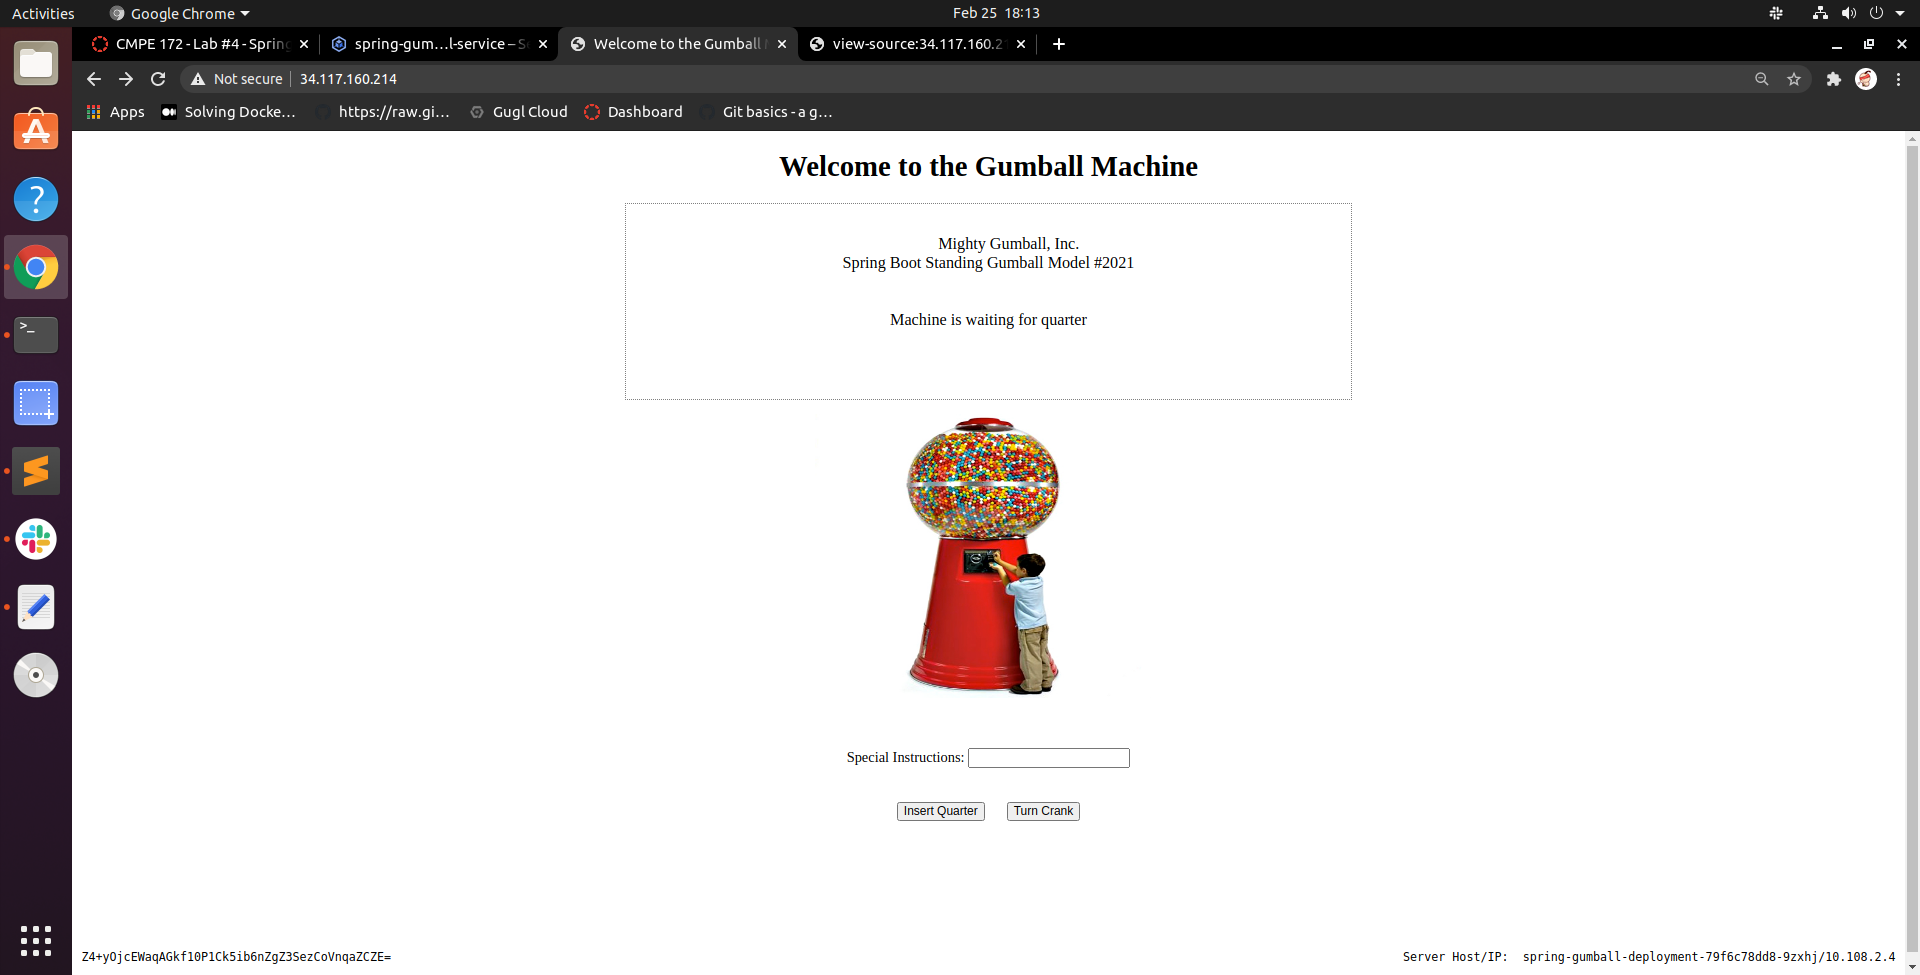 Activities
Google Chrome
Feb 25 18:13
CMPE 172 - Lab #4 - Spring
spring-gum…l-service – S
Welcome to the Gumball
view-source:34.117.160.2
Not secure
34.117.160.214
Apps
Solving Docke…
https://raw.gi…
Gugl Cloud
Dashboard
Git basics - a g…
Welcome to the Gumball Machine
Mighty Gumball, Inc.
Spring Boot Standing Gumball Model #2021
Machine is waiting for quarter
Special Instructions:
Insert Quarter
Turn Crank
Z4+yOjcEWaqAGkf10P1Ck5ib6nZgZ3SezCoVnqaZCZE=
Server Host/IP: spring-gumball-deployment-79f6c78dd8-9zxhj/10.108.2.4